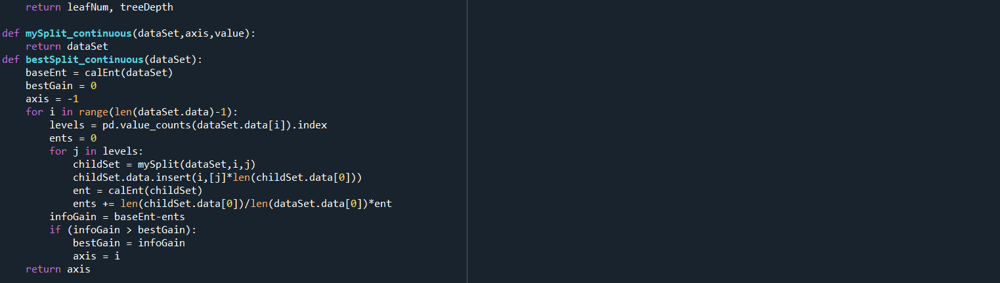 return leafNum, treeDepth

def mySplit_continuous(dataSet,axis,value):
    return dataSet
def bestSplit_continuous(dataSet):
    baseEnt = calEnt(dataSet)
    bestGain = 0
    axis = -1
    for i in range(len(dataSet.data)-1):
        levels = pd.value_counts(dataSet.data[i]).index
        ents = 0
        for j in levels:
            childSet = mySplit(dataSet,i,j)
            childSet.data.insert(i,[j]*len(childSet.data[0]))
            ent = calEnt(childSet)
            ents += len(childSet.data[0])/len(dataSet.data[0])*ent
        infoGain = baseEnt-ents
        if (infoGain > bestGain):
            bestGain = infoGain
            axis = i
    return axis